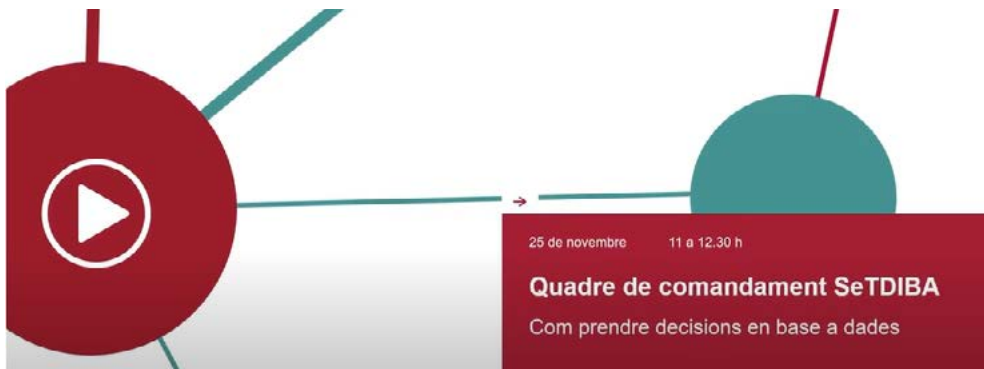 25 de novembre 11 a 12.30 h
Quadre de comandament SeTDIBA
Com prendre decisions en base a dades